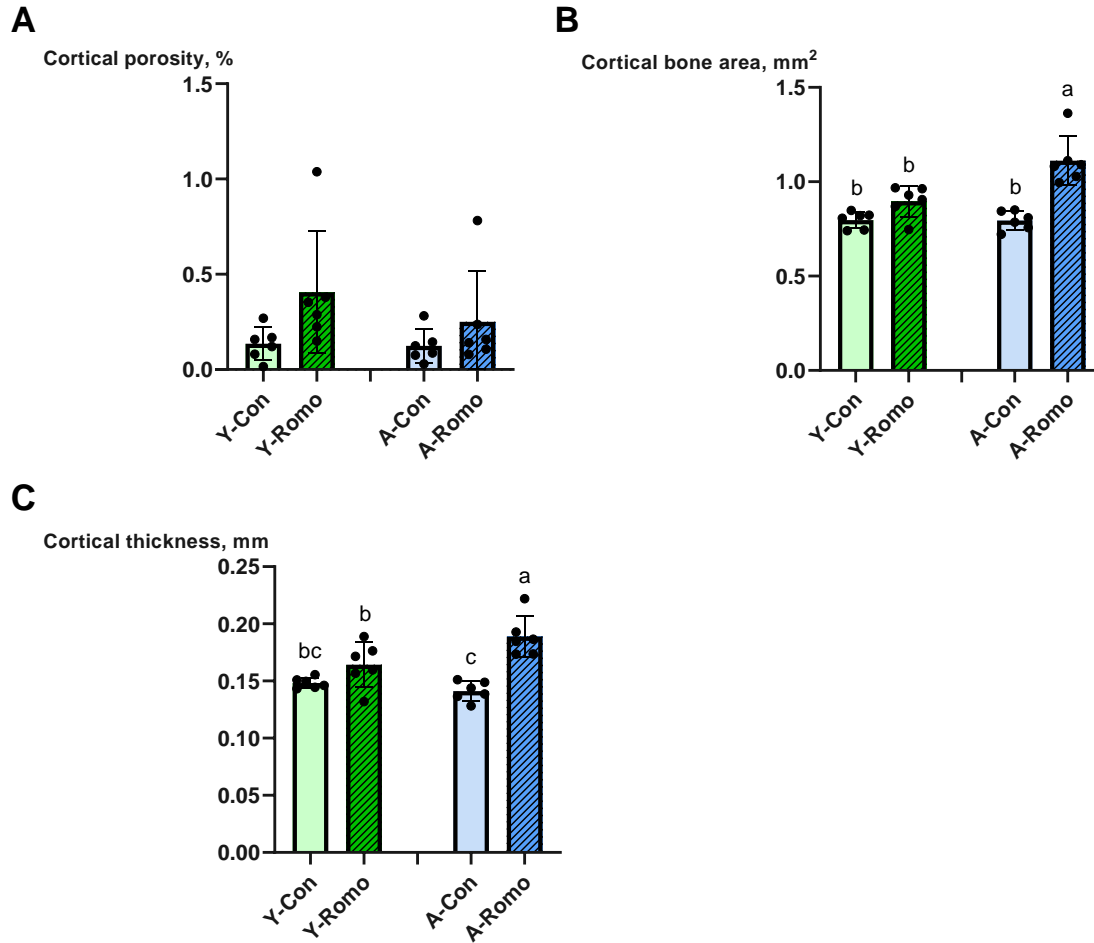 A
Cortical porosity, %
1.5
1.0
0.5
0.0
Y-Con
Y-Romo
A-Con
A-Romo
B
Cortical bone area, mm²
1.5
1.0
0.5
0.0
b
b
b
a
Y-Con
Y-Romo
A-Con
A-Romo
C
Cortical thickness, mm
0.25
0.20
0.15
0.10
0.05
0.00
bc
b
c
a
Y-Con
Y-Romo
A-Con
A-Romo